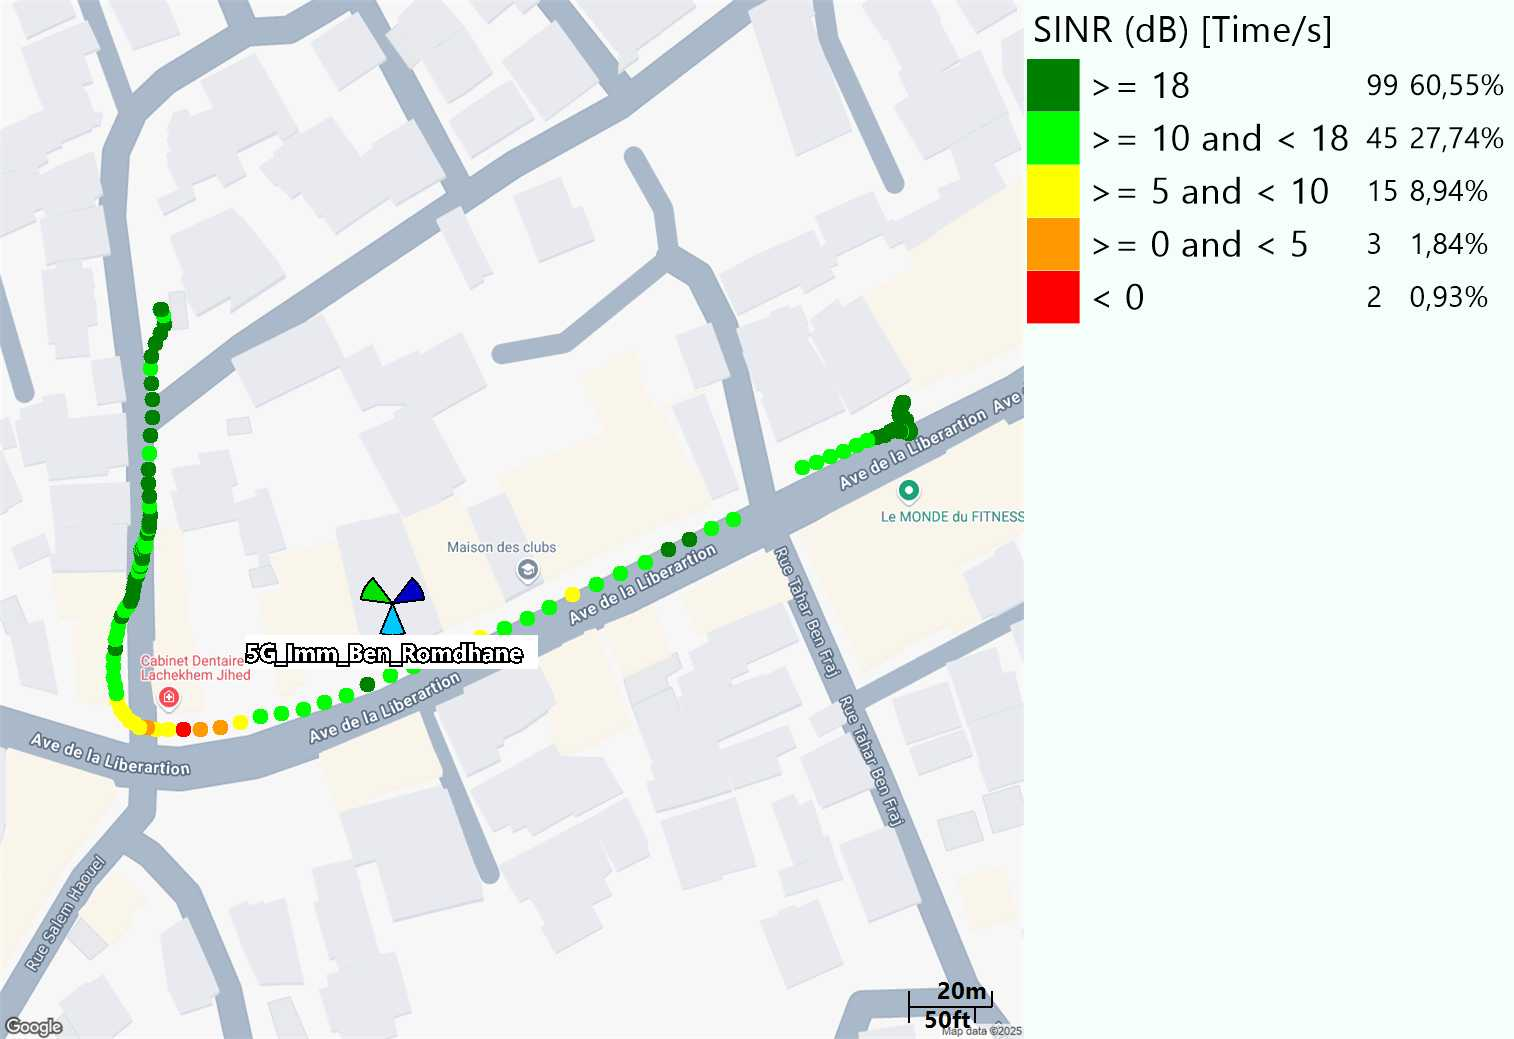 SINR (dB) [Time/s]
>= 18 99 60,55%
>= 10 and < 18 45 27,74%
>= 5 and < 10 15 8,94%
>= 0 and < 5 3 1,84%
< 0 2 0,93%
Ave
Ave de la Liberartion
Le MONDE du FITNESS
Maison des clubs
Ave de la Liberartion
Rue Tahar Ben Fraj
5G_Imm_Ben_Romdhane
Cabinet Dentaire
Lachekhem Jihed
Ave de la Liberartion
Rue Tahar Ben Fraj
Ave de la Liberartion
Rue Salem Haouel
20m
50ft
Google
Map data ©2025